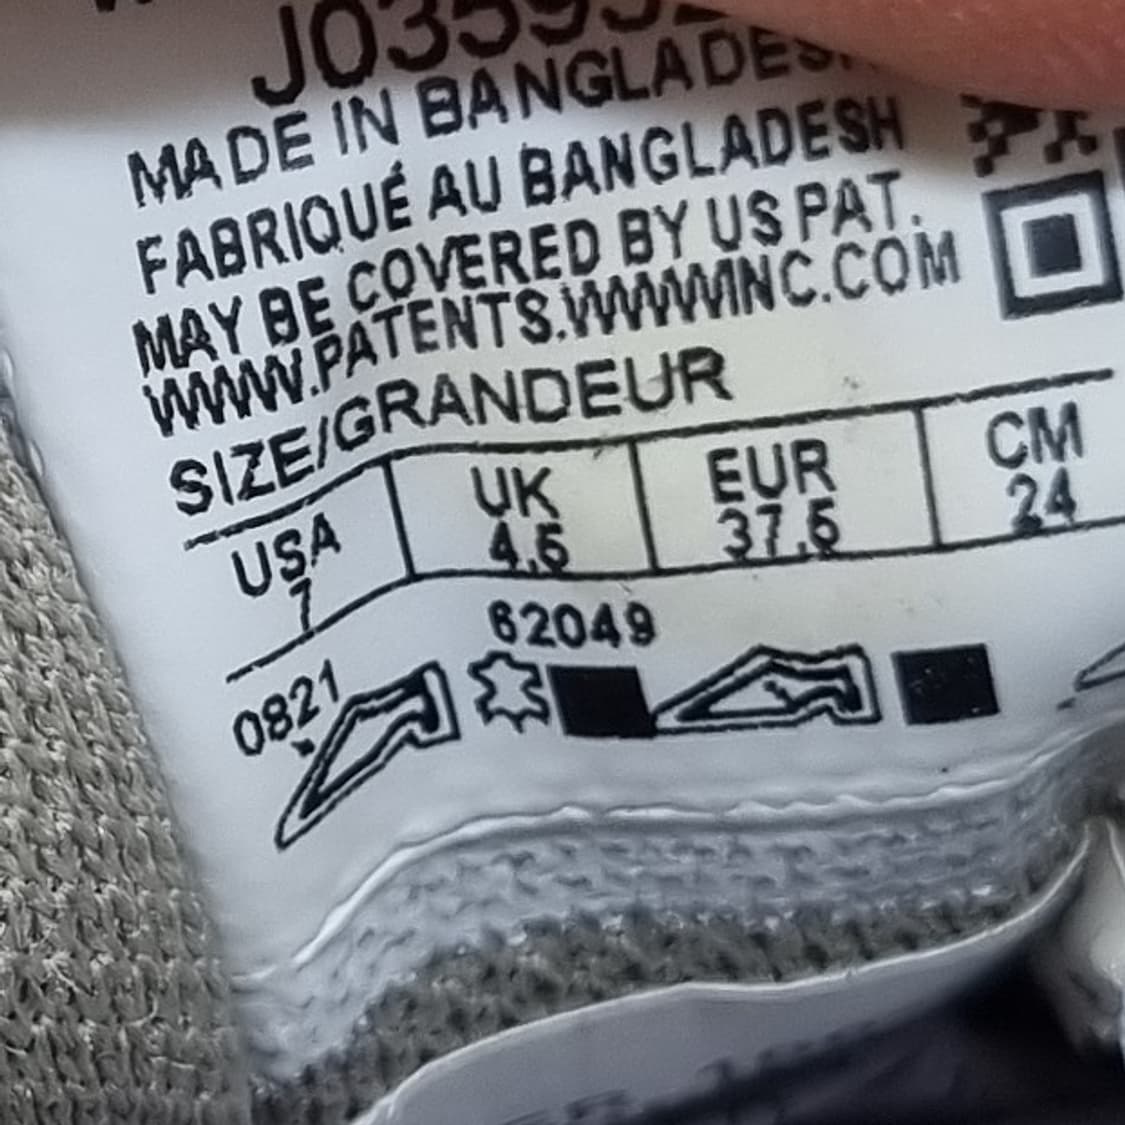 MADE IN BANGLADESH
FABRIQUÉ AU BANGLADESH
MAY BE COVERED BY US PAT.
WWW.PATENTS.WWWINC.COM
SIZE/GRANDEUR
USA UK EUR CM
7 4.5 37.5 24
62049
0821